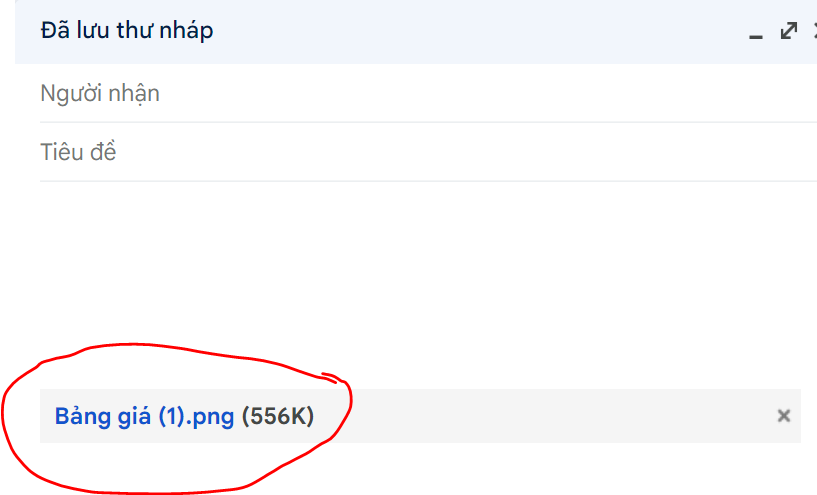 Đã lưu thư nháp
Người nhận
Tiêu đề
Bảng giá (1).png (556K)